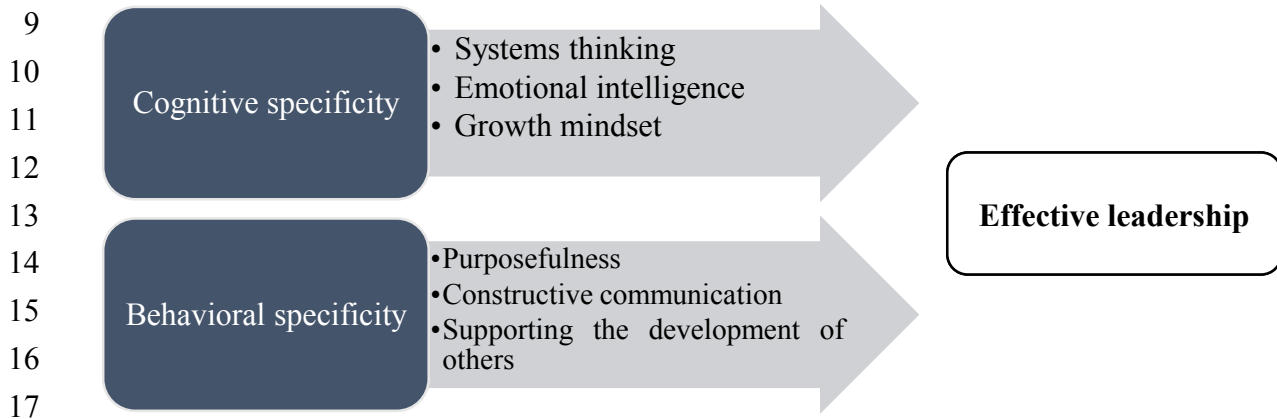 9
10
11
12
13
14
15
16
17
Cognitive specificity
• Systems thinking
• Emotional intelligence
• Growth mindset
Behavioral specificity
•Purposefulness
•Constructive communication
•Supporting the development of
others
Effective leadership